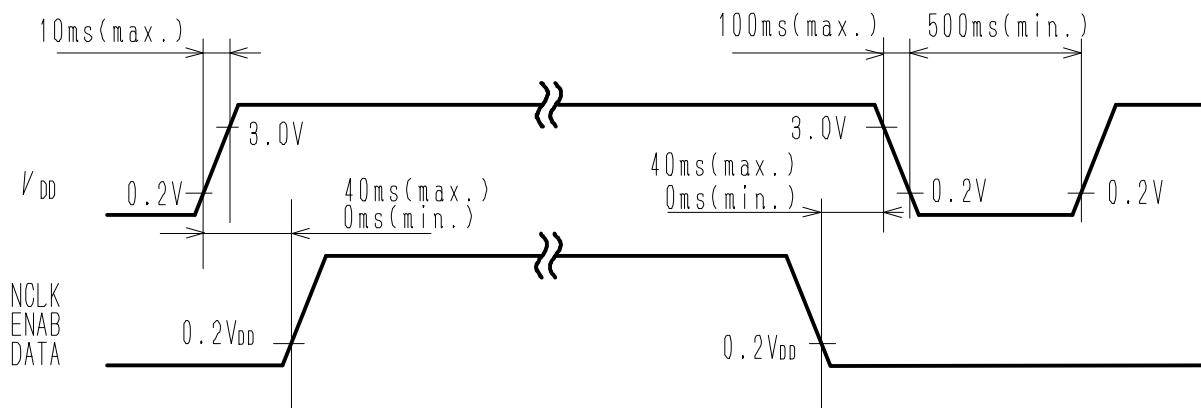 10ms(max.)
100ms(max.)
500ms(min.)
3.0V
3.0V
VDD
0.2V
40ms(max.)
0ms(min.)
40ms(max.)
0ms(min.)
0.2V
0.2V
NCLK
ENAB
DATA
0.2VDD
0.2VDD